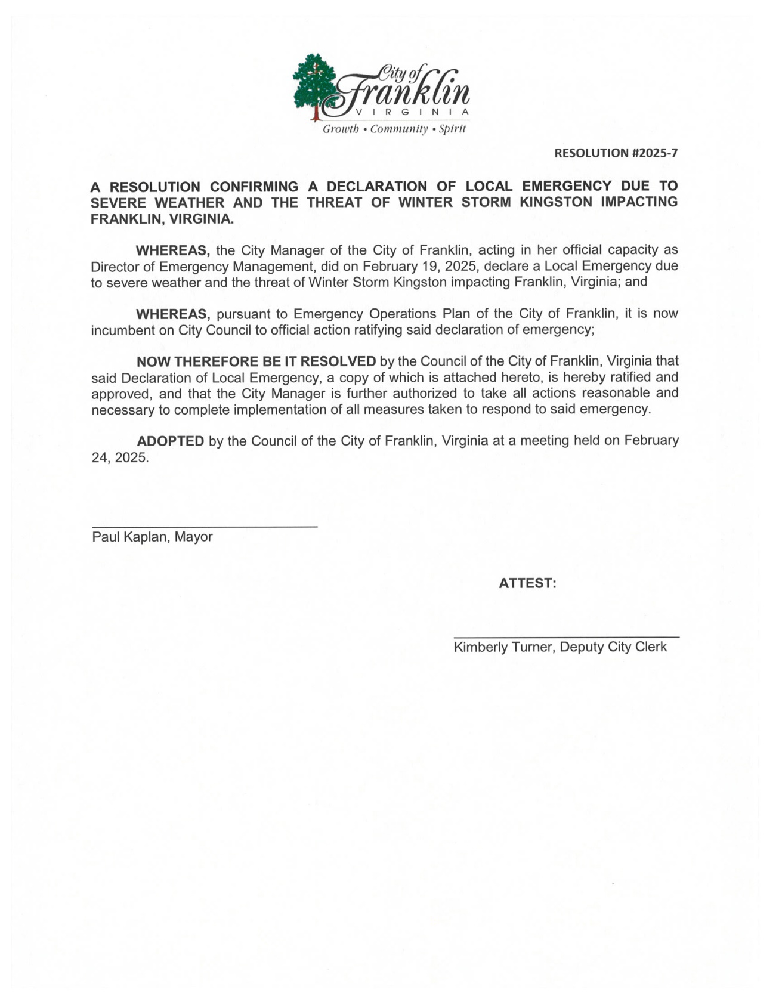 City of
Franklin
VIRGINIA
Growth • Community • Spirit
RESOLUTION #2025-7
A RESOLUTION CONFIRMING A DECLARATION OF LOCAL EMERGENCY DUE TO
SEVERE WEATHER AND THE THREAT OF WINTER STORM KINGSTON IMPACTING
FRANKLIN, VIRGINIA.
WHEREAS, the City Manager of the City of Franklin, acting in her official capacity as
Director of Emergency Management, did on February 19, 2025, declare a Local Emergency due
to severe weather and the threat of Winter Storm Kingston impacting Franklin, Virginia; and
WHEREAS, pursuant to Emergency Operations Plan of the City of Franklin, it is now
incumbent on City Council to official action ratifying said declaration of emergency;
NOW THEREFORE BE IT RESOLVED by the Council of the City of Franklin, Virginia that
said Declaration of Local Emergency, a copy of which is attached hereto, is hereby ratified and
approved, and that the City Manager is further authorized to take all actions reasonable and
necessary to complete implementation of all measures taken to respond to said emergency.
ADOPTED by the Council of the City of Franklin, Virginia at a meeting held on February
24, 2025.
Paul Kaplan, Mayor
ATTEST:
Kimberly Turner, Deputy City Clerk